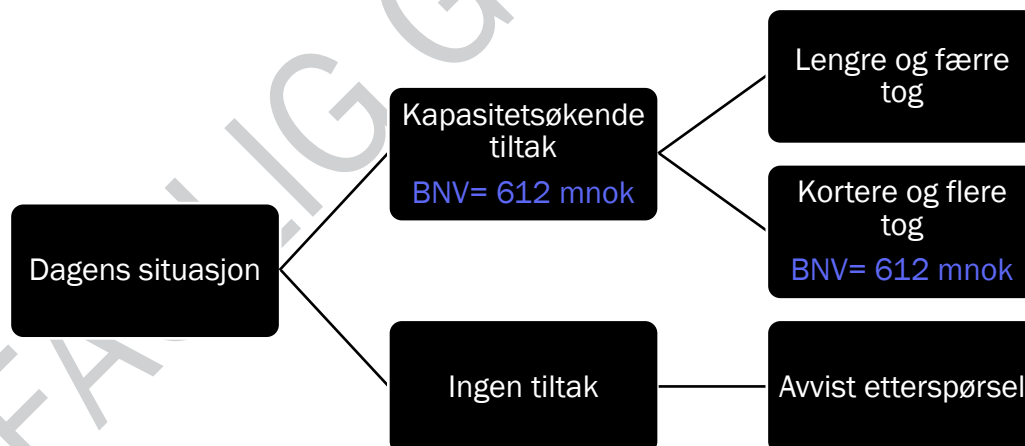 Lengre og færre
tog
Kapasitetsøkende
tiltak
BNV= 612 mnok
Kortere og flere
tog
BNV= 612 mnok
Dagens situasjon
Ingen tiltak
Avvist etterspørsel